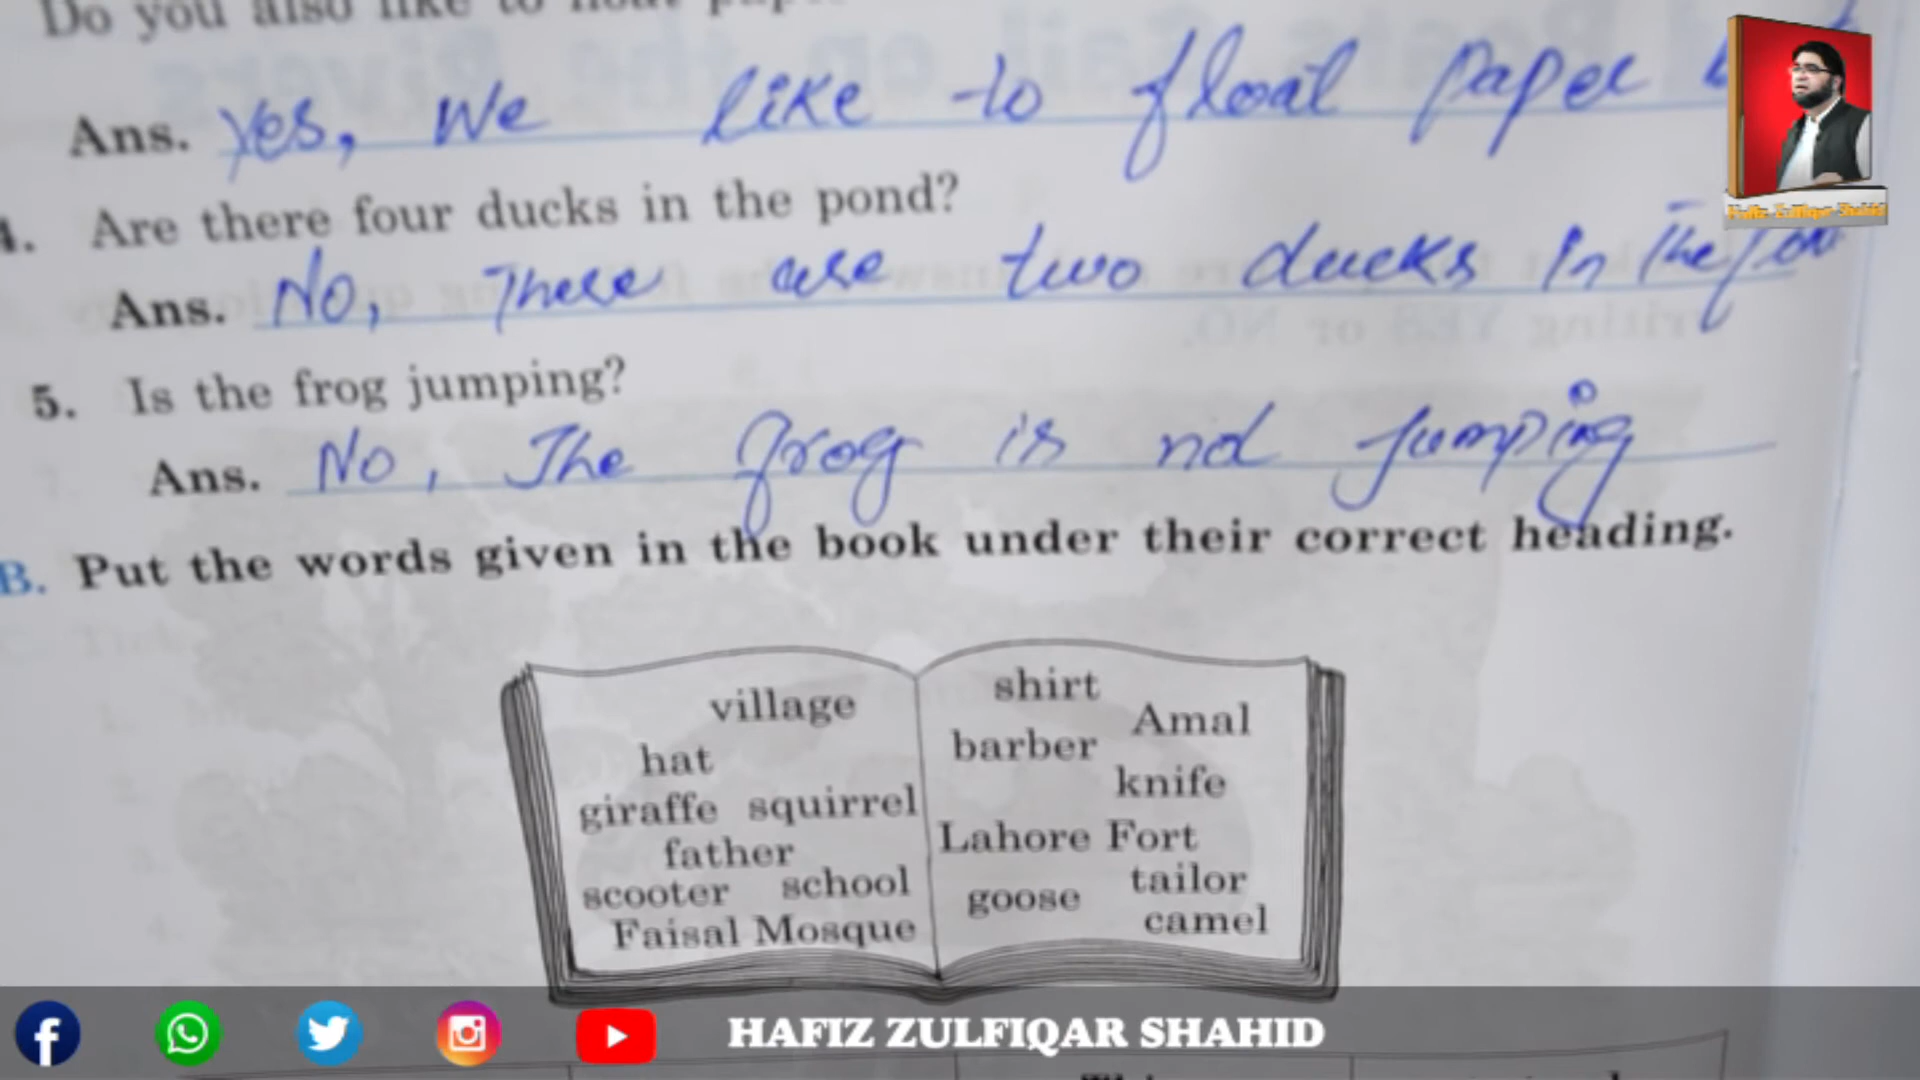 Do you also like to float
Ans. Yes, We like to float paper
4. Are there four ducks in the pond?
Ans. No, There are two ducks in The
5. Is the frog jumping?
Ans. No, The frog is not Jumping
B. Put the words given in the book under their correct heading.
village
hat
giraffe squirrel
father
scooter school
Faisal Mosque
shirt
Amal
barber
knife
Lahore Fort
tailor
goose
camel
Hafiz Zulfiqar Shahid
HAFIZ ZULFIQAR SHAHID